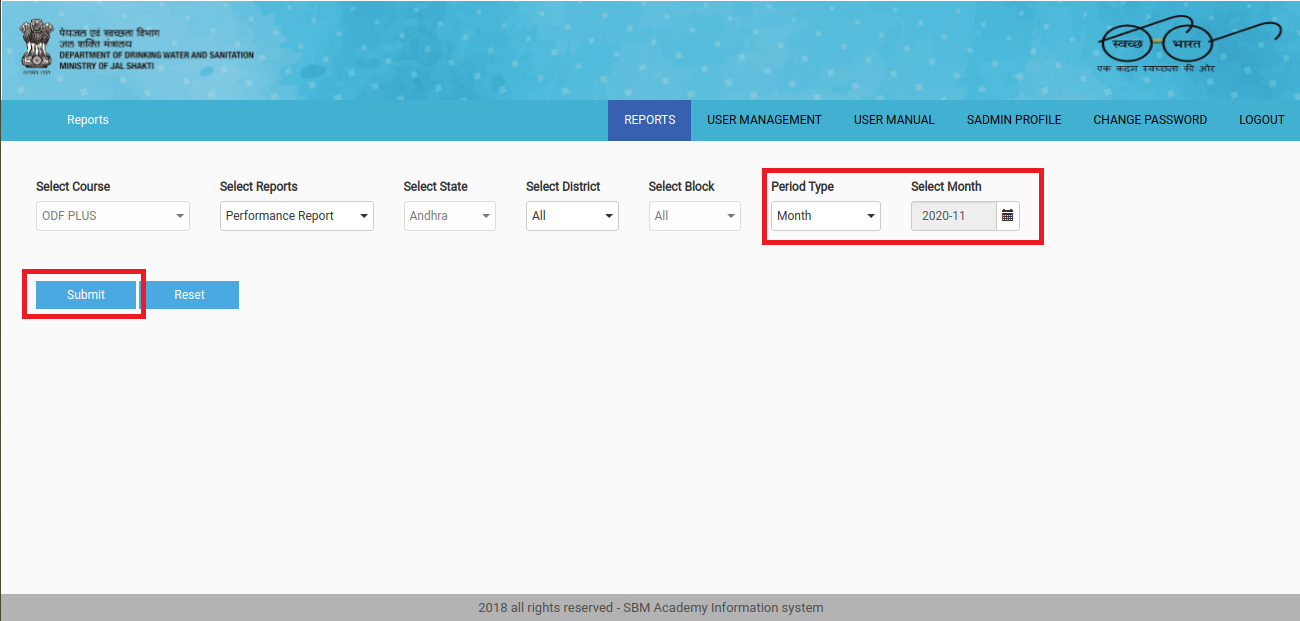 पेयजल एवं स्वच्छता विभाग
जल शक्ति मंत्रालय
DEPARTMENT OF DRINKING WATER AND SANITATION
MINISTRY OF JAL SHAKTI
स्वच्छ भारत
एक कदम स्वच्छता की ओर
Reports
REPORTS USER MANAGEMENT USER MANUAL SADMIN PROFILE CHANGE PASSWORD LOGOUT
Select Course Select Reports Select State Select District Select Block Period Type Select Month
ODF PLUS Performance Report Andhra All All Month 2020-11
Submit Reset
2018 all rights reserved - SBM Academy Information system